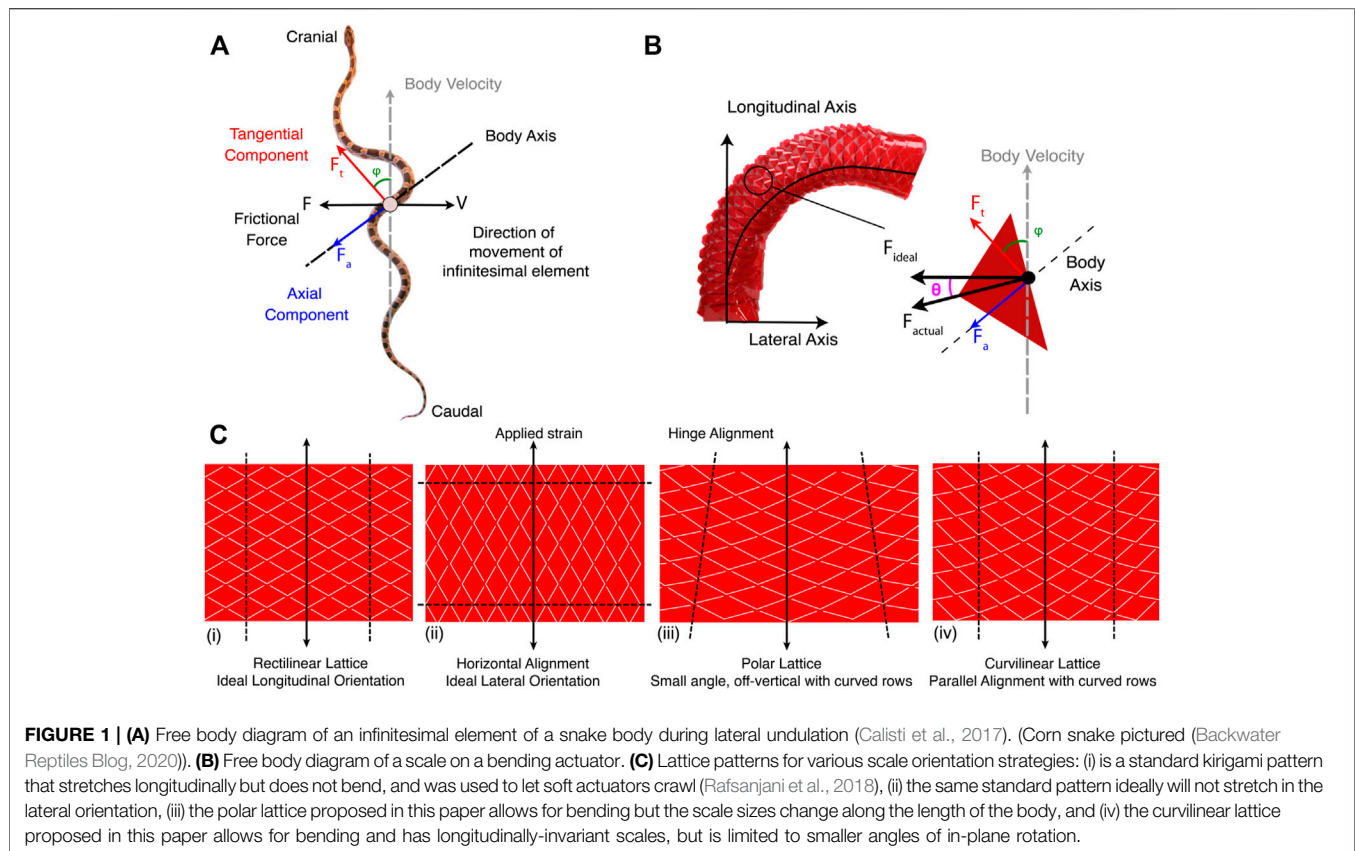 A
Cranial
Body Velocity
Tangential
Component
Body Axis
F_t
φ
F
V
Frictional
Force
Direction of
movement of
infinitesimal element
F_a
Axial
Component
Caudal
B
Longitudinal Axis
Lateral Axis
Body Velocity
F_t
φ
F_ideal
Body
Axis
θ
F_actual
F_a
C
Applied strain
Hinge Alignment
(i)
(ii)
(iii)
(iv)
Rectilinear Lattice
Ideal Longitudinal Orientation
Horizontal Alignment
Ideal Lateral Orientation
Polar Lattice
Small angle, off-vertical with curved rows
Curvilinear Lattice
Parallel Alignment with curved rows
FIGURE 1 | (A) Free body diagram of an infinitesimal element of a snake body during lateral undulation (Calisti et al., 2017). (Corn snake pictured (Backwater
Reptiles Blog, 2020)). (B) Free body diagram of a scale on a bending actuator. (C) Lattice patterns for various scale orientation strategies: (i) is a standard kirigami pattern
that stretches longitudinally but does not bend, and was used to let soft actuators crawl (Rafsanjani et al., 2018), (ii) the same standard pattern ideally will not stretch in the
lateral orientation, (iii) the polar lattice proposed in this paper allows for bending but the scale sizes change along the length of the body, and (iv) the curvilinear lattice
proposed in this paper allows for bending and has longitudinally-invariant scales, but is limited to smaller angles of in-plane rotation.